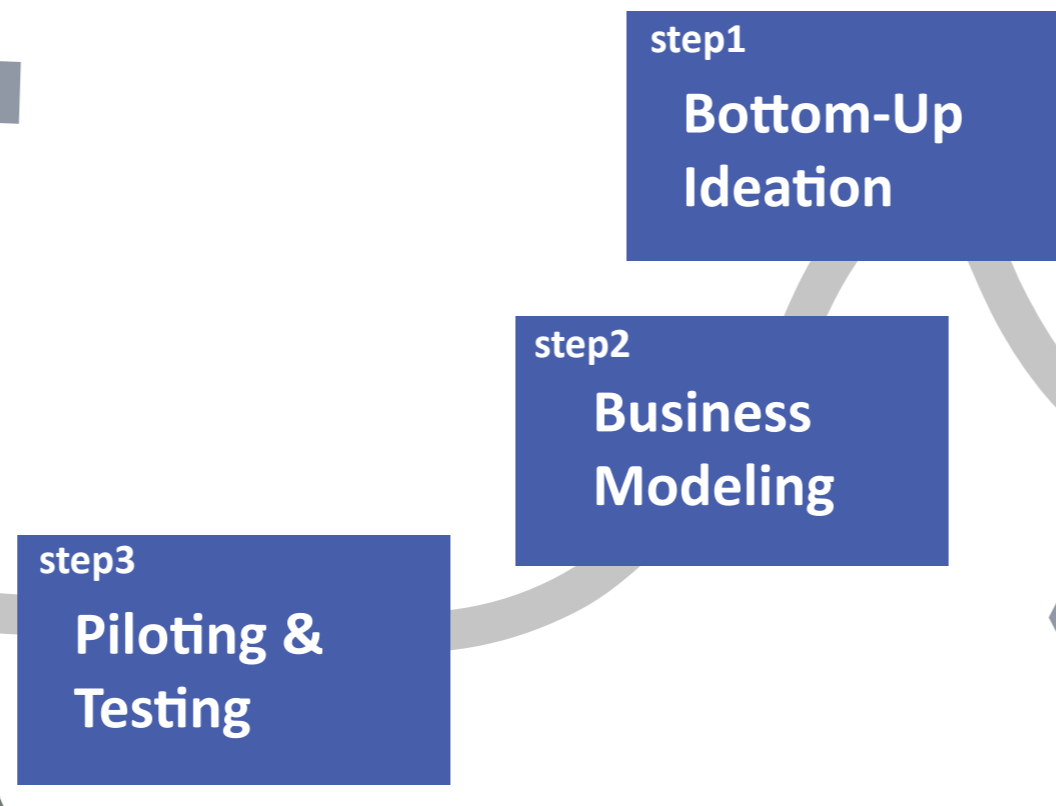 step1
Bottom-Up
Ideation
step2
Business
Modeling
step3
Piloting &
Testing